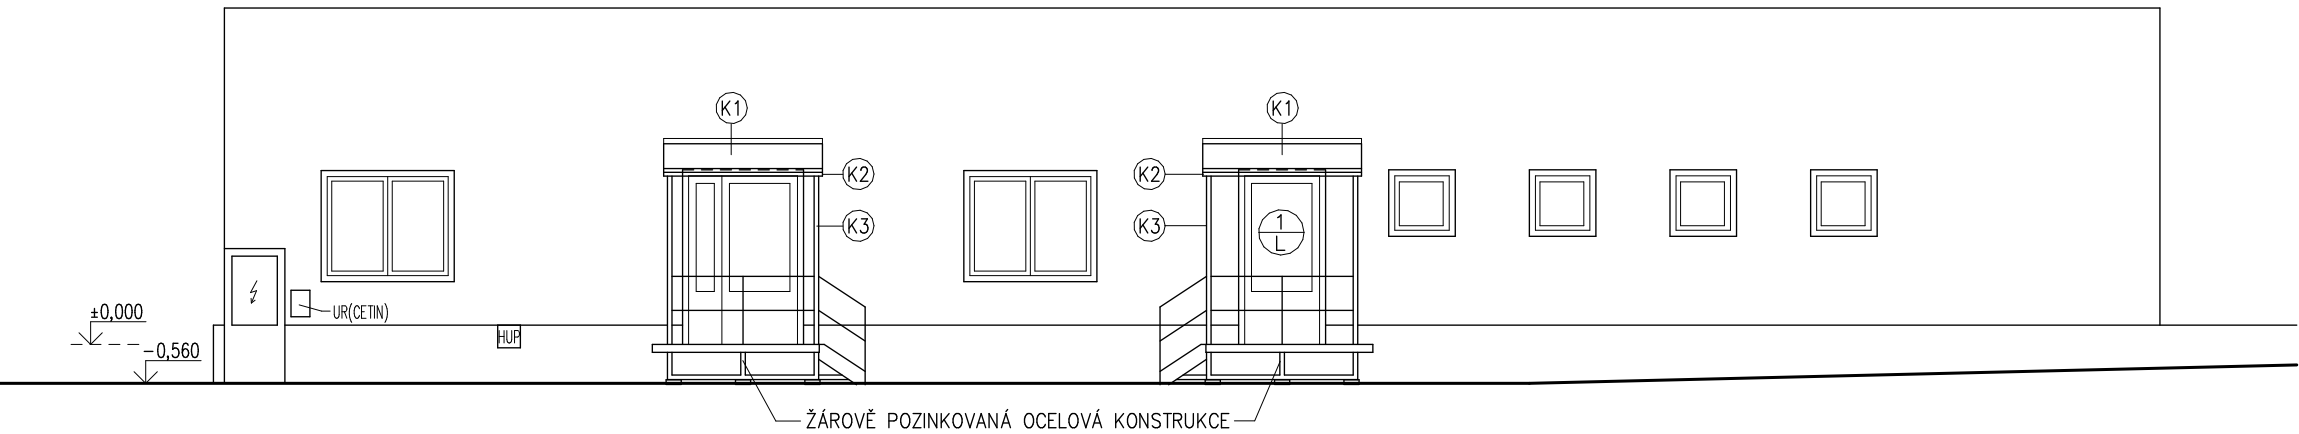 K1
K1
K2
K2
K3
K3
1
L
±0,000
UR(CETIN)
HUP
-0,560
ŽÁROVĚ POZINKOVANÁ OCELOVÁ KONSTRUKCE